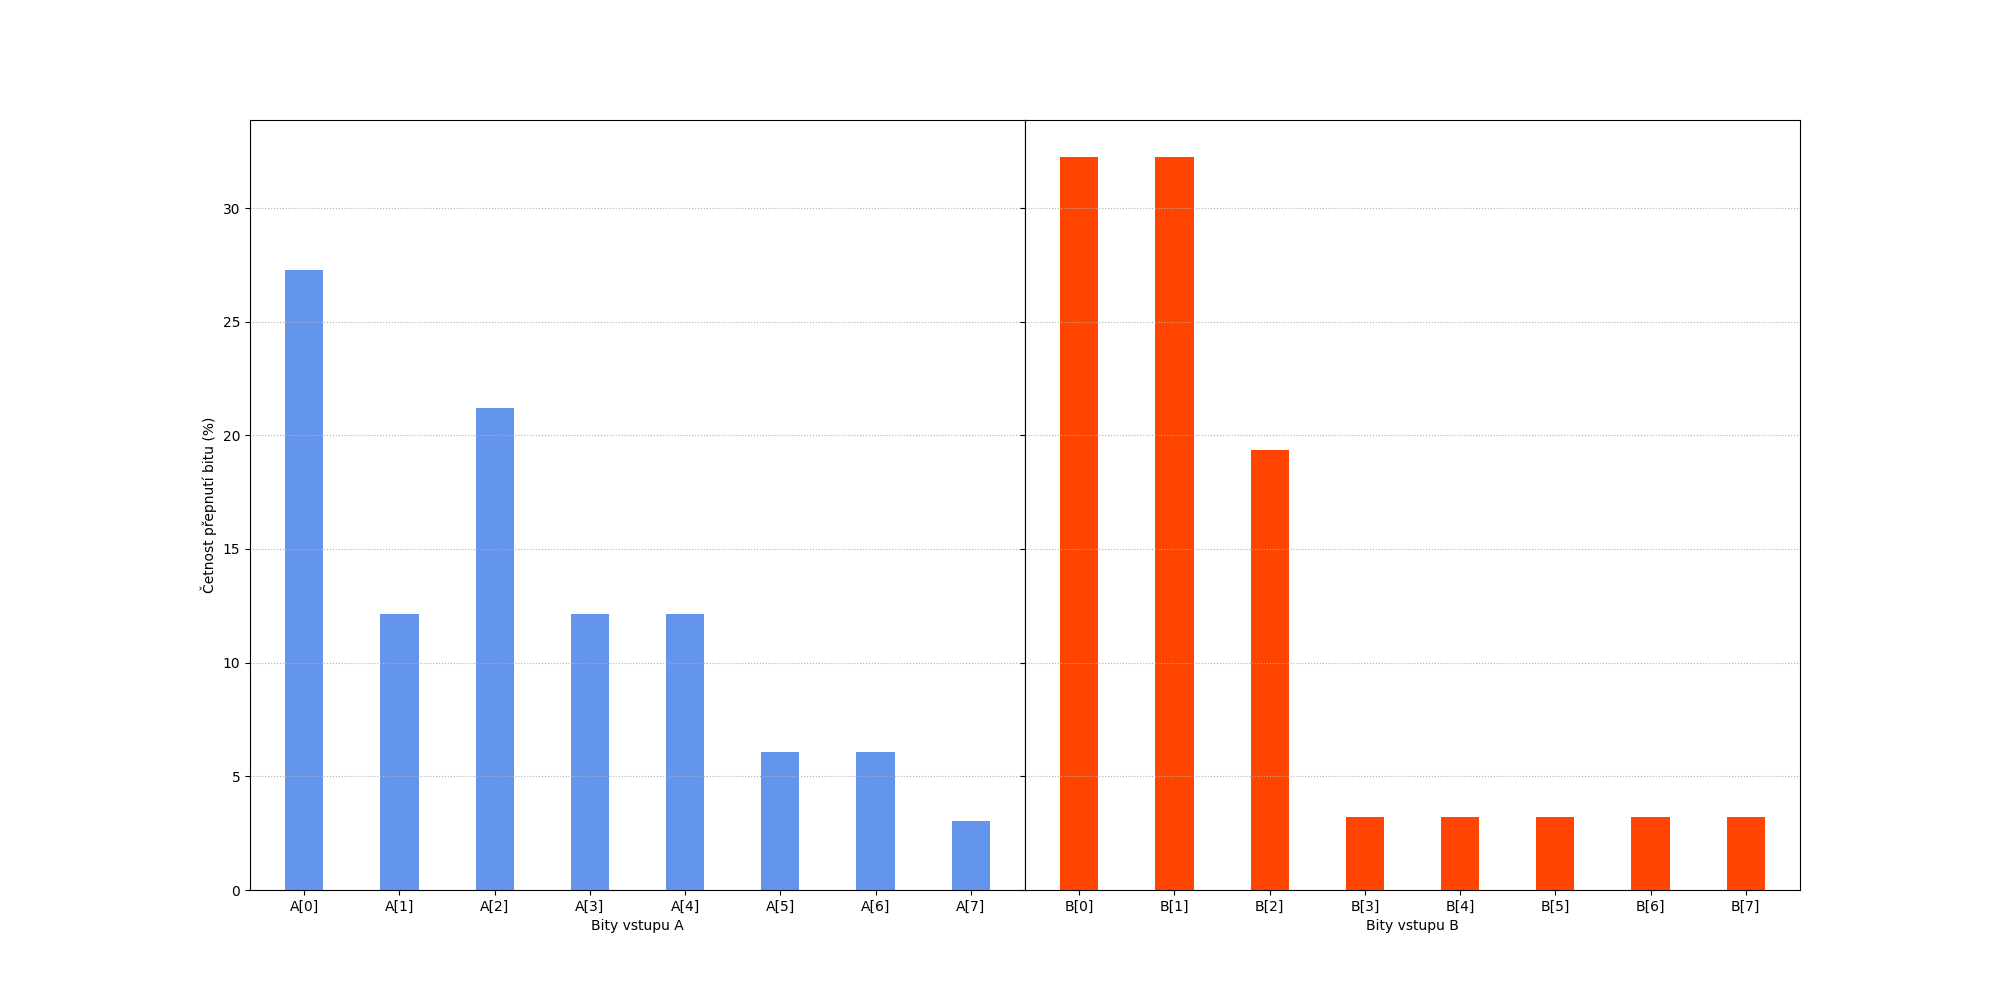 Četnost přepnutí bitu (%)
30
25
20
15
10
5
0
A[0] A[1] A[2] A[3] A[4] A[5] A[6] A[7]
Bity vstupu A
B[0] B[1] B[2] B[3] B[4] B[5] B[6] B[7]
Bity vstupu B